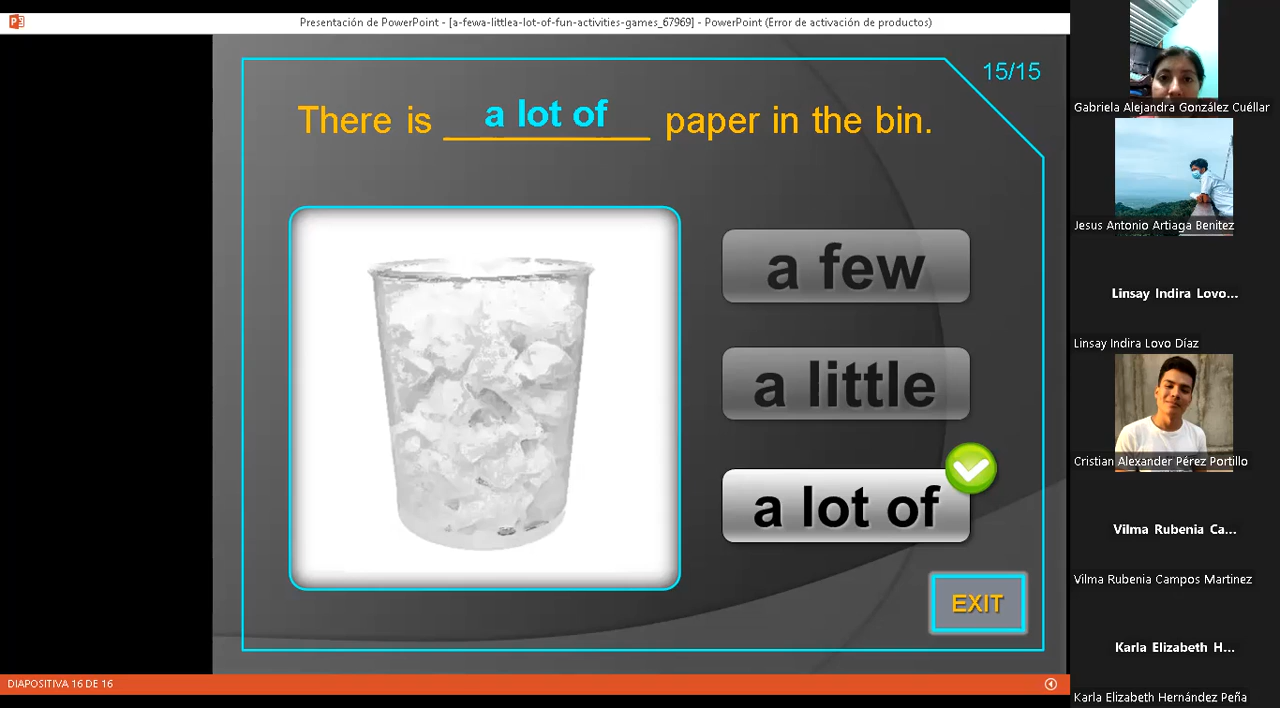 Presentación de PowerPoint - [a-fewa-littlea-lot-of-fun-activities-games_67969] - PowerPoint (Error de activación de productos)
15/15
There is a lot of paper in the bin.
a few
a little
a lot of
EXIT
DIAPOSITIVA 16 DE 16
Gabriela Alejandra González Cuéllar
Jesus Antonio Artiaga Benitez
Linsay Indira Lovo...
Linsay Indira Lovo Díaz
Cristian Alexander Pérez Portillo
Vilma Rubenia Ca...
Vilma Rubenia Campos Martinez
Karla Elizabeth H...
Karla Elizabeth Hernández Peña